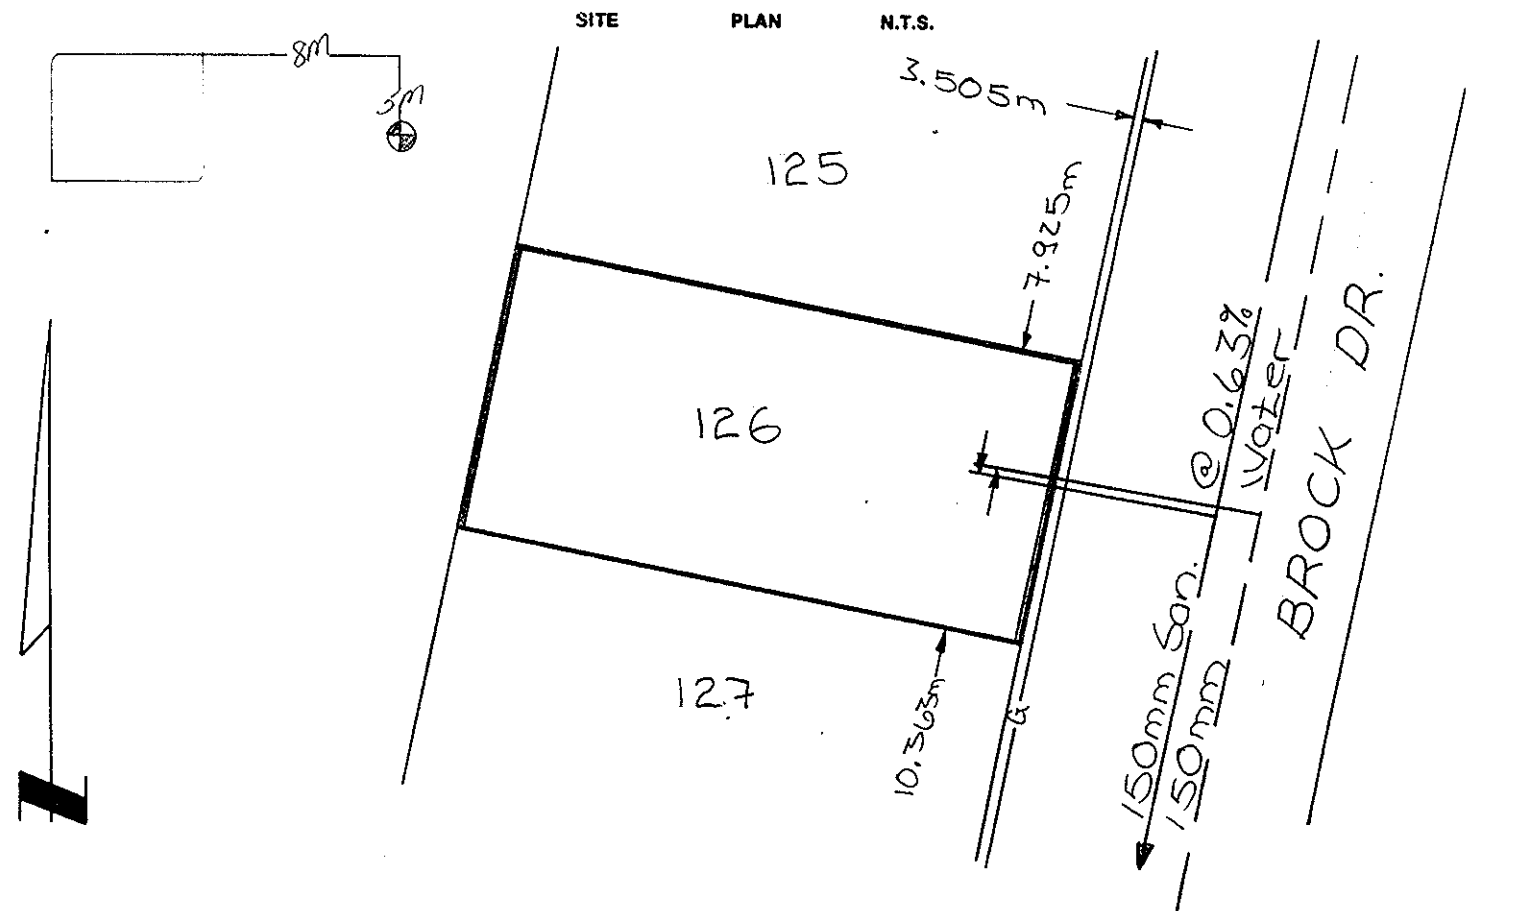 SITE PLAN N.T.S.
8M
5M
3.505m
125
7.925m
126
@ 0.63%
Water
BROCK DR.
127
10.363m
G
150mm San.
150mm
N